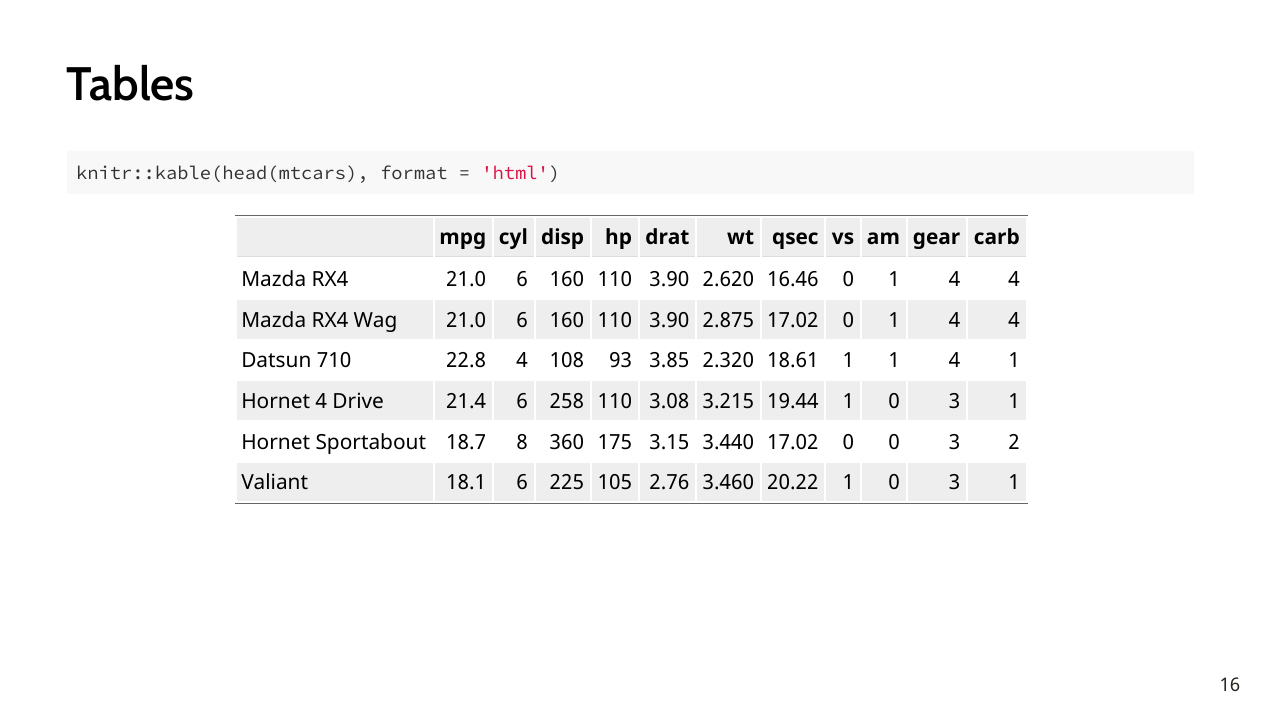 Tables
knitr::kable(head(mtcars), format = 'html')
mpg cyl disp hp drat wt qsec vs am gear carb
Mazda RX4 21.0 6 160 110 3.90 2.620 16.46 0 1 4 4
Mazda RX4 Wag 21.0 6 160 110 3.90 2.875 17.02 0 1 4 4
Datsun 710 22.8 4 108 93 3.85 2.320 18.61 1 1 4 1
Hornet 4 Drive 21.4 6 258 110 3.08 3.215 19.44 1 0 3 1
Hornet Sportabout 18.7 8 360 175 3.15 3.440 17.02 0 0 3 2
Valiant 18.1 6 225 105 2.76 3.460 20.22 1 0 3 1
16